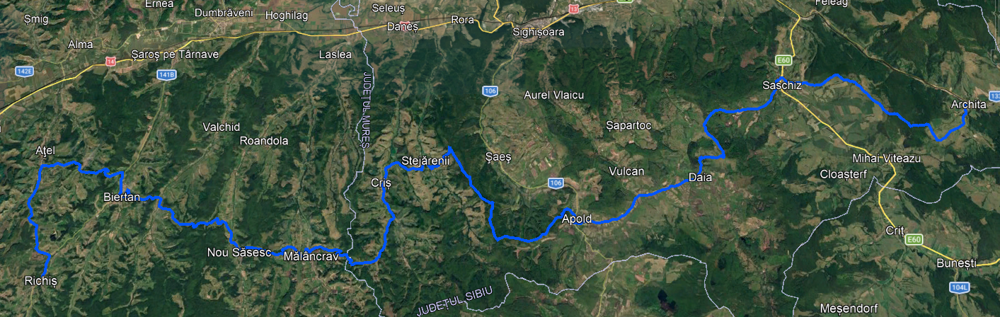 Ernea
Feleag
Șmig
Dumbrăveni
Hoghilag
Seleuș
13
Daneș
Rora
Sighișoara
Alma
14
Șaroș pe Târnave
Laslea
142E
141B
E60
JUDEȚUL MUREȘ
106
Aurel Vlaicu
Saschiz
Archita
133
Valchid
Roandola
Șapartoc
Ațel
Stejărenii
Șaeș
Mihai Viteazu
Vulcan
Cloașterf
Criș
106
Daia
Biertan
Apold
Criț
E60
Nou Săsesc
Mălâncrav
Bunești
Richiș
104L
JUDEȚUL SIBIU
Meșendorf